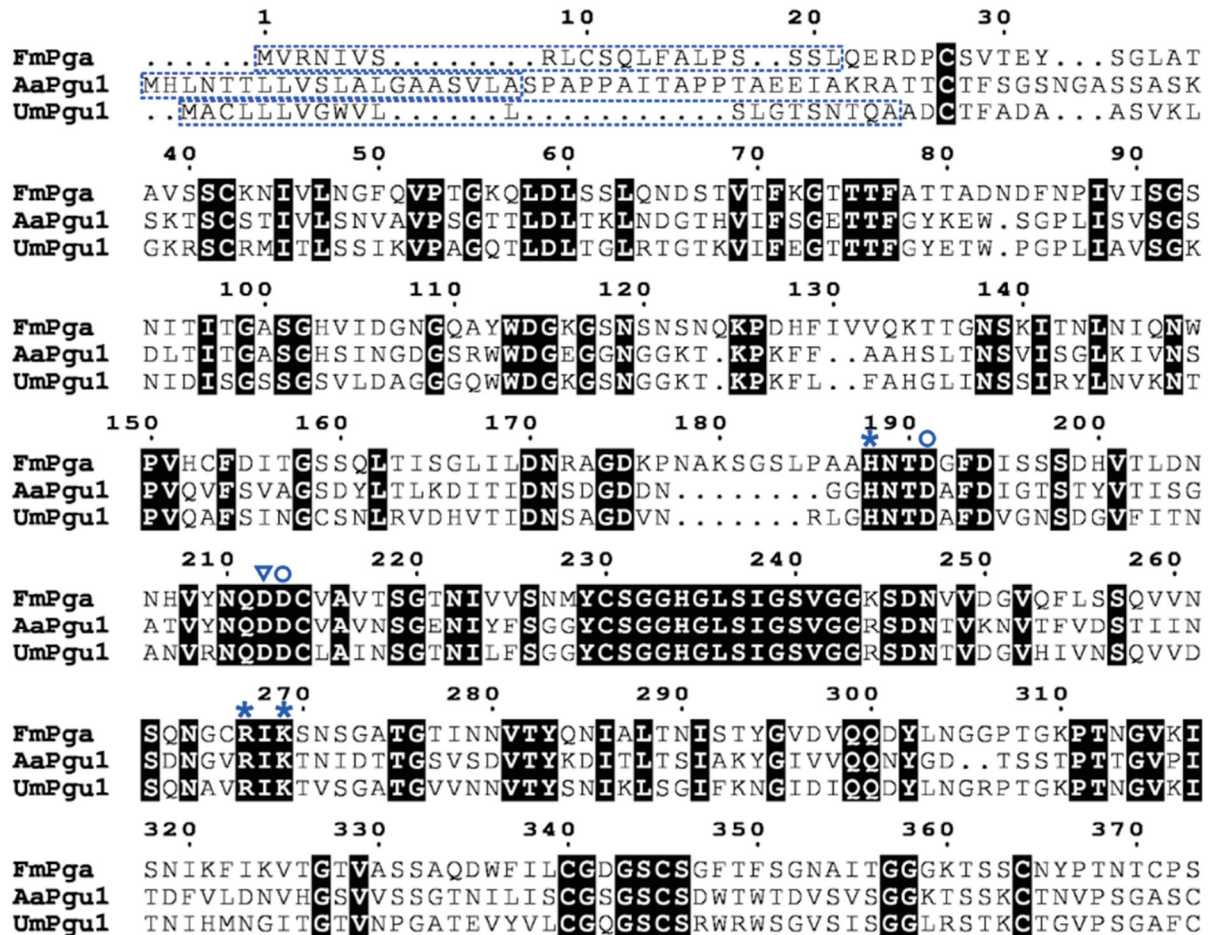 1 10 20 30
FmPga ......MVRNIVS........RLCSQLFALPS..SSLQERDPCSVTEY...SGLAT
AaPgu1 MHLNTTLLVSLALGAASVLASPAPPAITAPPTAEEIAKRATTCTFSGSNGASSASK
UmPgu1 ..MACLLLVGWVL......L...........SLGTSNTQAADCTFADA...ASVKL
40 50 60 70 80 90
FmPga AVSSCKNIVLNGFQVPTGKQLDLSSLQNDSTVTFKGTTTFATTADNDFNPIVISGS
AaPgu1 SKTSCSTIVLSNVAVPSGTTLDLTKLNDGTHVIFSGETTFGYKEW.SGPLISVSGS
UmPgu1 GKRSCRMITLSSIKVPAGQTLDLTGLRTGTKVIFEGTTTFGYETW.PGPLIAVSGK
100 110 120 130 140
FmPga NITITGASGHVIDGNGQAYWDGKGSNSNSNQKPDHFIVVQKTTGNSKITNLNIQNW
AaPgu1 DLTITGASGHSINGDGSRWWDGEGGNGGKT.KPKFF..AAHSLTNSVISGLKIVNS
UmPgu1 NIDISGSSGSVLDAGGGQWWDGKGSNGGKT.KPKFL..FAHGLINSSIRYLNVKNT
150 160 170 180 * 190 ○ 200
FmPga PVHCFDITGSSQLTISGLILDNRAGDKPNAKSGSLPAAHNTDGFDISSSDHVTLDN
AaPgu1 PVQVFSVAGSDYLTLKDITIDNSDGDDN........GGHNTDAFDIGTSTYVTISG
UmPgu1 PVQAFSINGCSNLRVDHVTIDNSAGDVN.......RLGHNTDAFDVGNSDGVFITN
210 ▽○ 220 230 240 250 260
FmPga NHVYNQDDCVAVTSGTNIVVSNMYCSGGHGLSIGSVGGKSDNVVDGVQFLSSQVVN
AaPgu1 ATVYNQDDCVAVNSGENIYFSGGYCSGGHGLSIGSVGGRSDNTVKNVTFVDSTIIN
UmPgu1 ANVRNQDDCLAINSGTNILFSGGYCSGGHGLSIGSVGGRSDNTVDGVHIVNSQVVD
* * 270 280 290 300 310
FmPga SQNGCRIKSNSGATGTINNVTYQNIALTNISTYGVDVQQDYLNGGPTGKPTNGVKI
AaPgu1 SDNGVRIKTNIDTTGSVSDVTYKDITLTSIAKYGIVVQQNYGD..TSSTPTTGVPI
UmPgu1 SQNAVRIKTVSGATGVVNNVTYSNIKLSGIFKNGIDIQQDYLNGRPTGKPTNGVKI
320 330 340 350 360 370
FmPga SNIKFIKVTGTVASSAQDWFILCGDGSCSGFTFSGNAITGGGKTSSCNYPTNTCPS
AaPgu1 TDFVLDNVHGSVVSSGTNILISCGSGSCSDWTWTDVSVSGGKTSSKCTNVPSGASC
UmPgu1 TNIHMNGITGTVNPGATEVYVLCGQGSCSRWRWSGVSISGGLRSTKCTGVPSGAFC